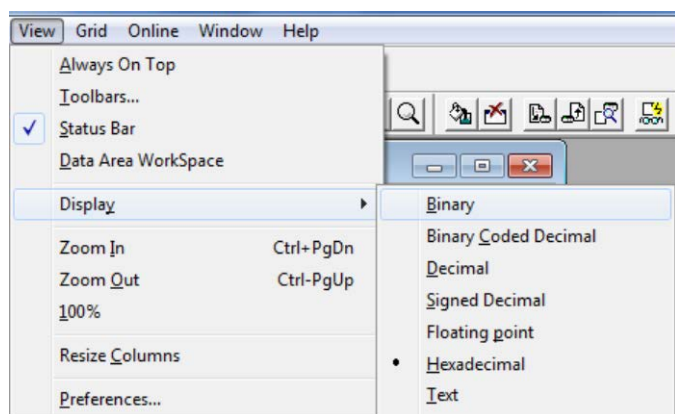 View Grid Online Window Help
Always On Top
Toolbars...
Status Bar
Data Area WorkSpace
Display
Zoom In Ctrl+PgDn
Zoom Out Ctrl-PgUp
100%
Resize Columns
Preferences...
Binary
Binary Coded Decimal
Decimal
Signed Decimal
Floating point
Hexadecimal
Text